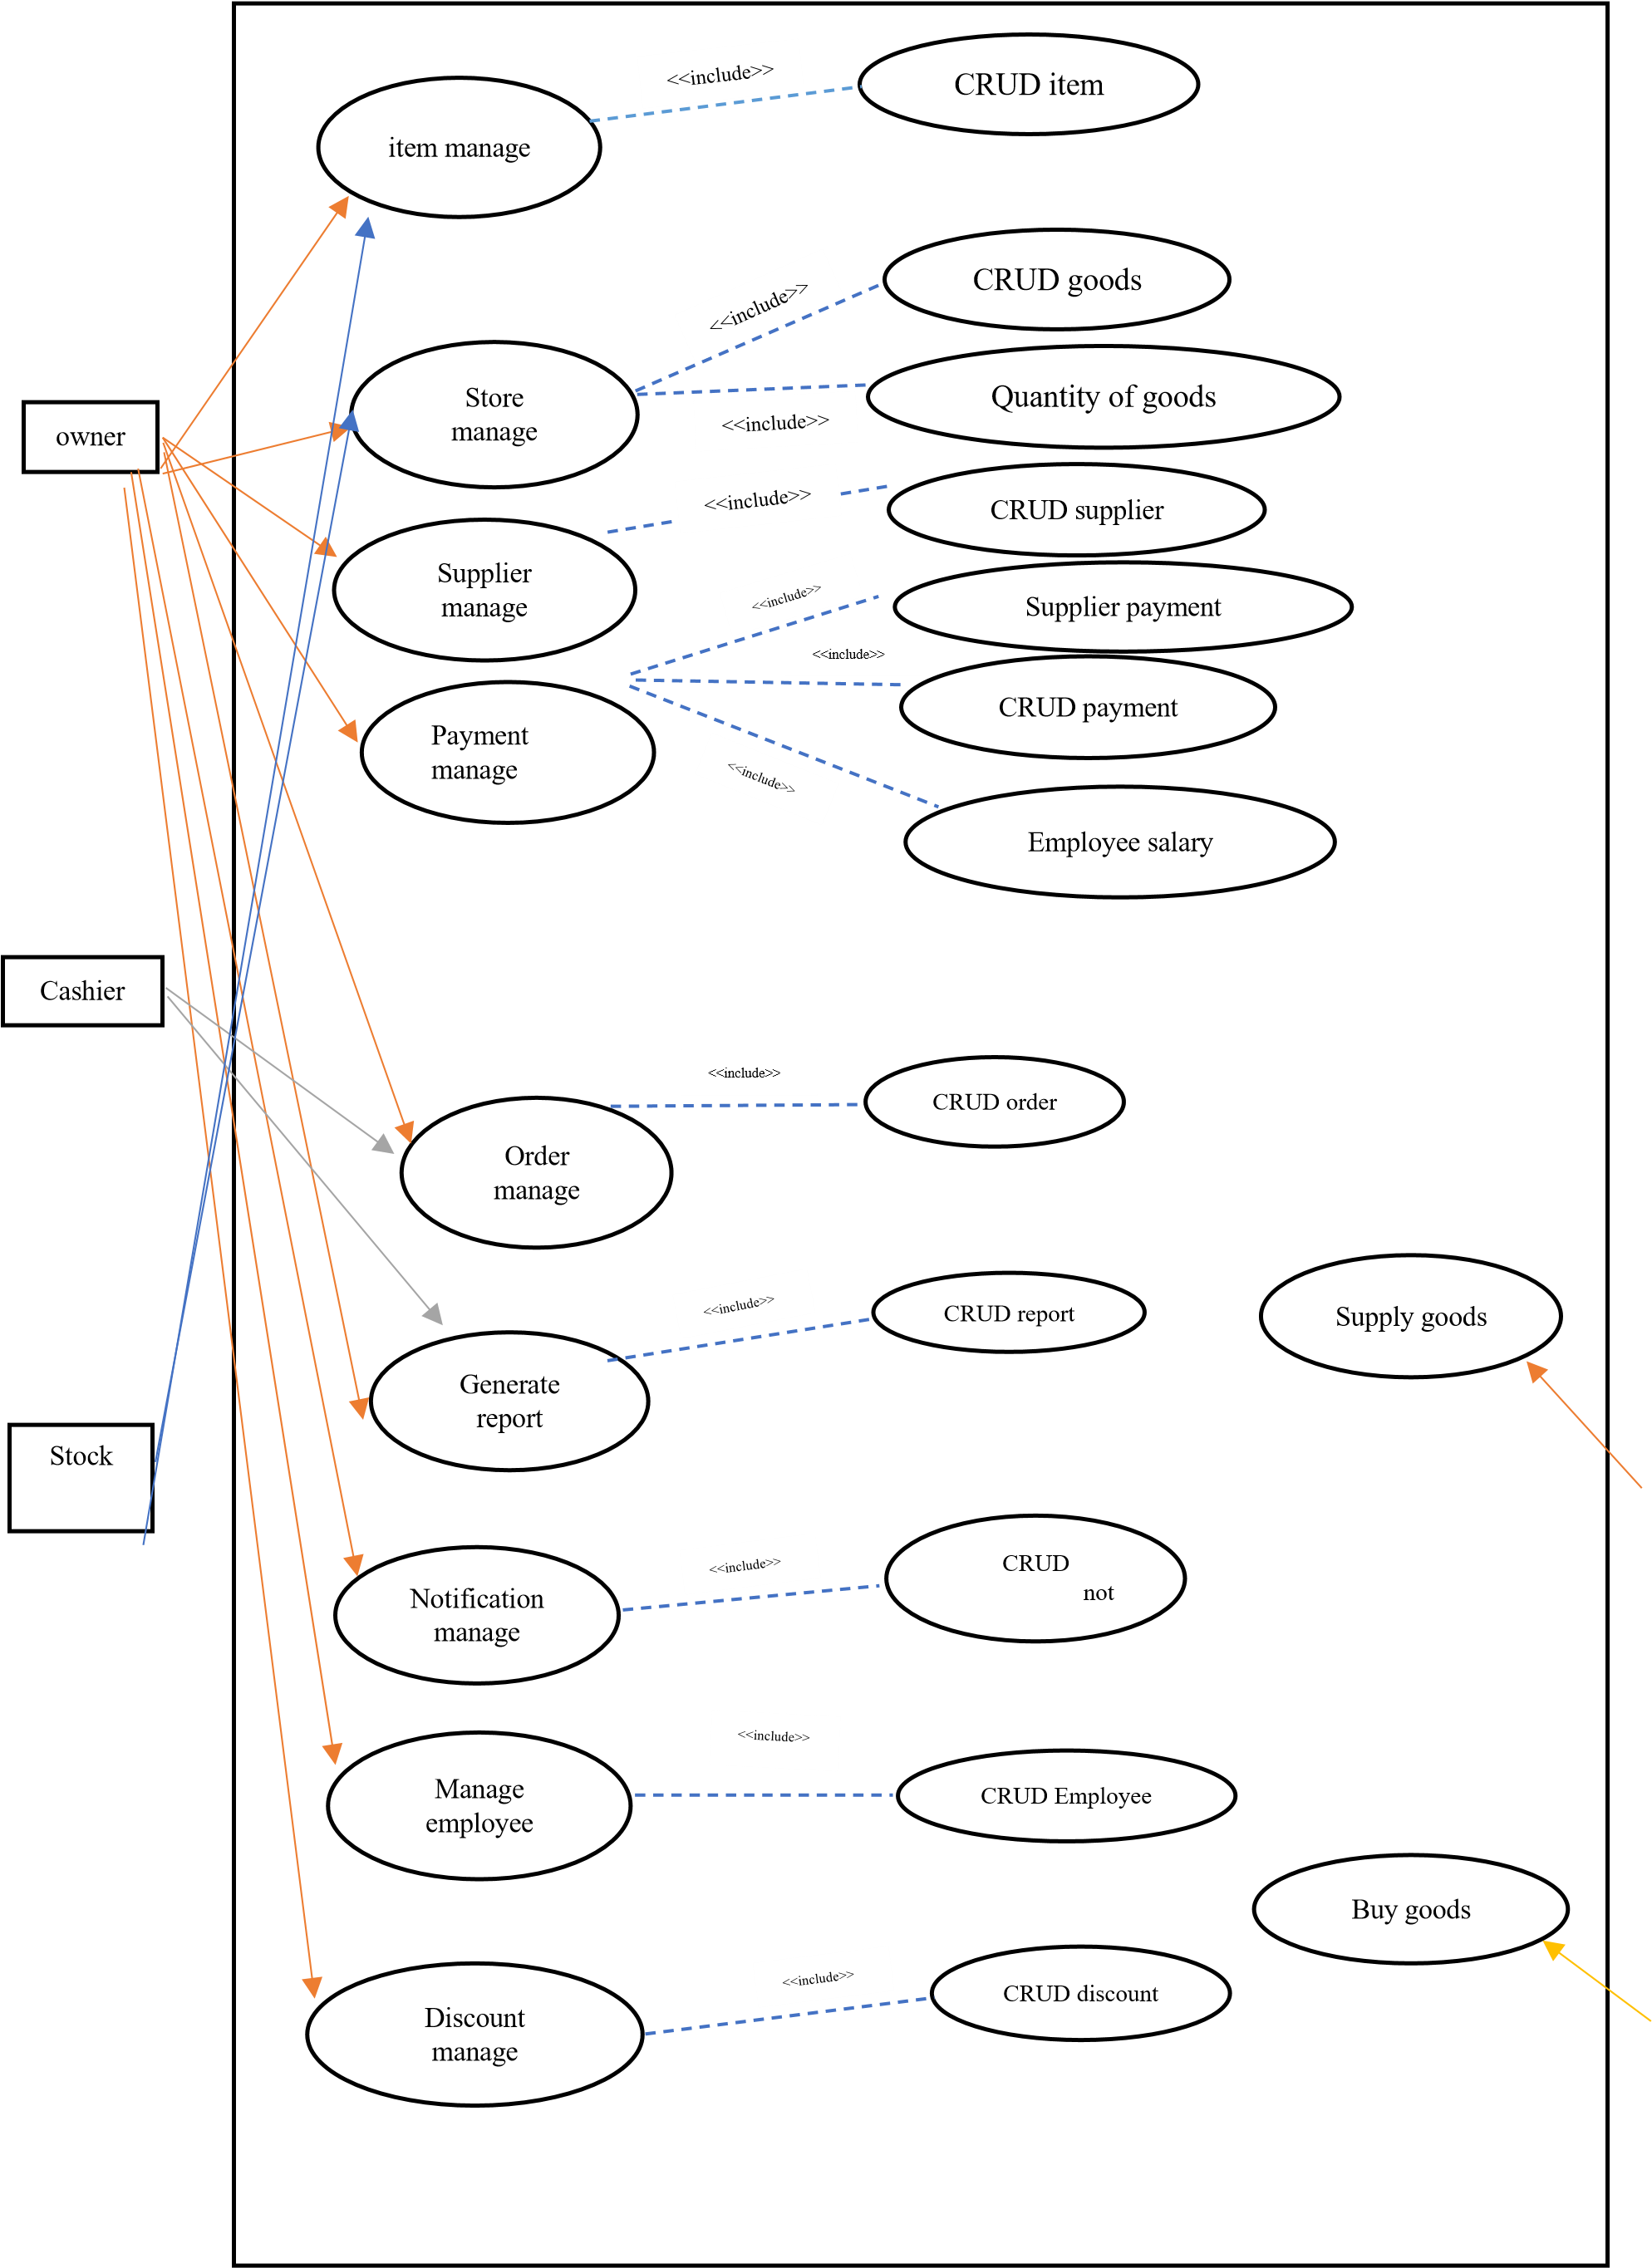 <<include>>
CRUD item
item manage
CRUD goods
<<include>>
Store
manage
Quantity of goods
<<include>>
owner
<<include>>
CRUD supplier
Supplier
manage
<<include>>
Supplier payment
<<include>>
CRUD payment
Payment
manage
<<include>>
Employee salary
Cashier
<<include>>
CRUD order
Order
manage
<<include>>
CRUD report
Supply goods
Generate
report
Stock
<<include>>
CRUD
not
Notification
manage
<<include>>
Manage
employee
CRUD Employee
Buy goods
<<include>>
CRUD discount
Discount
manage